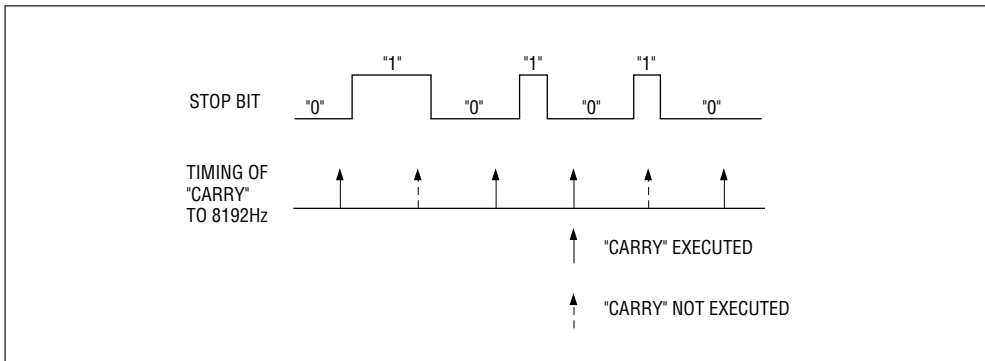 "1" "1" "1"
STOP BIT "0" "0" "0" "0"
TIMING OF
"CARRY"
TO 8192Hz
"CARRY" EXECUTED
"CARRY" NOT EXECUTED